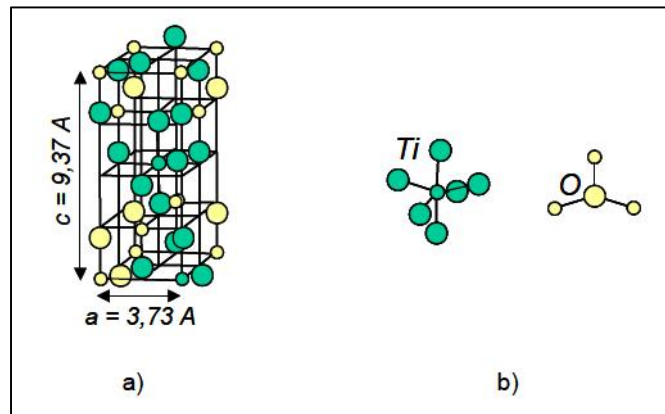 c = 9,37 A
a = 3,73 A
Ti
O
a)
b)